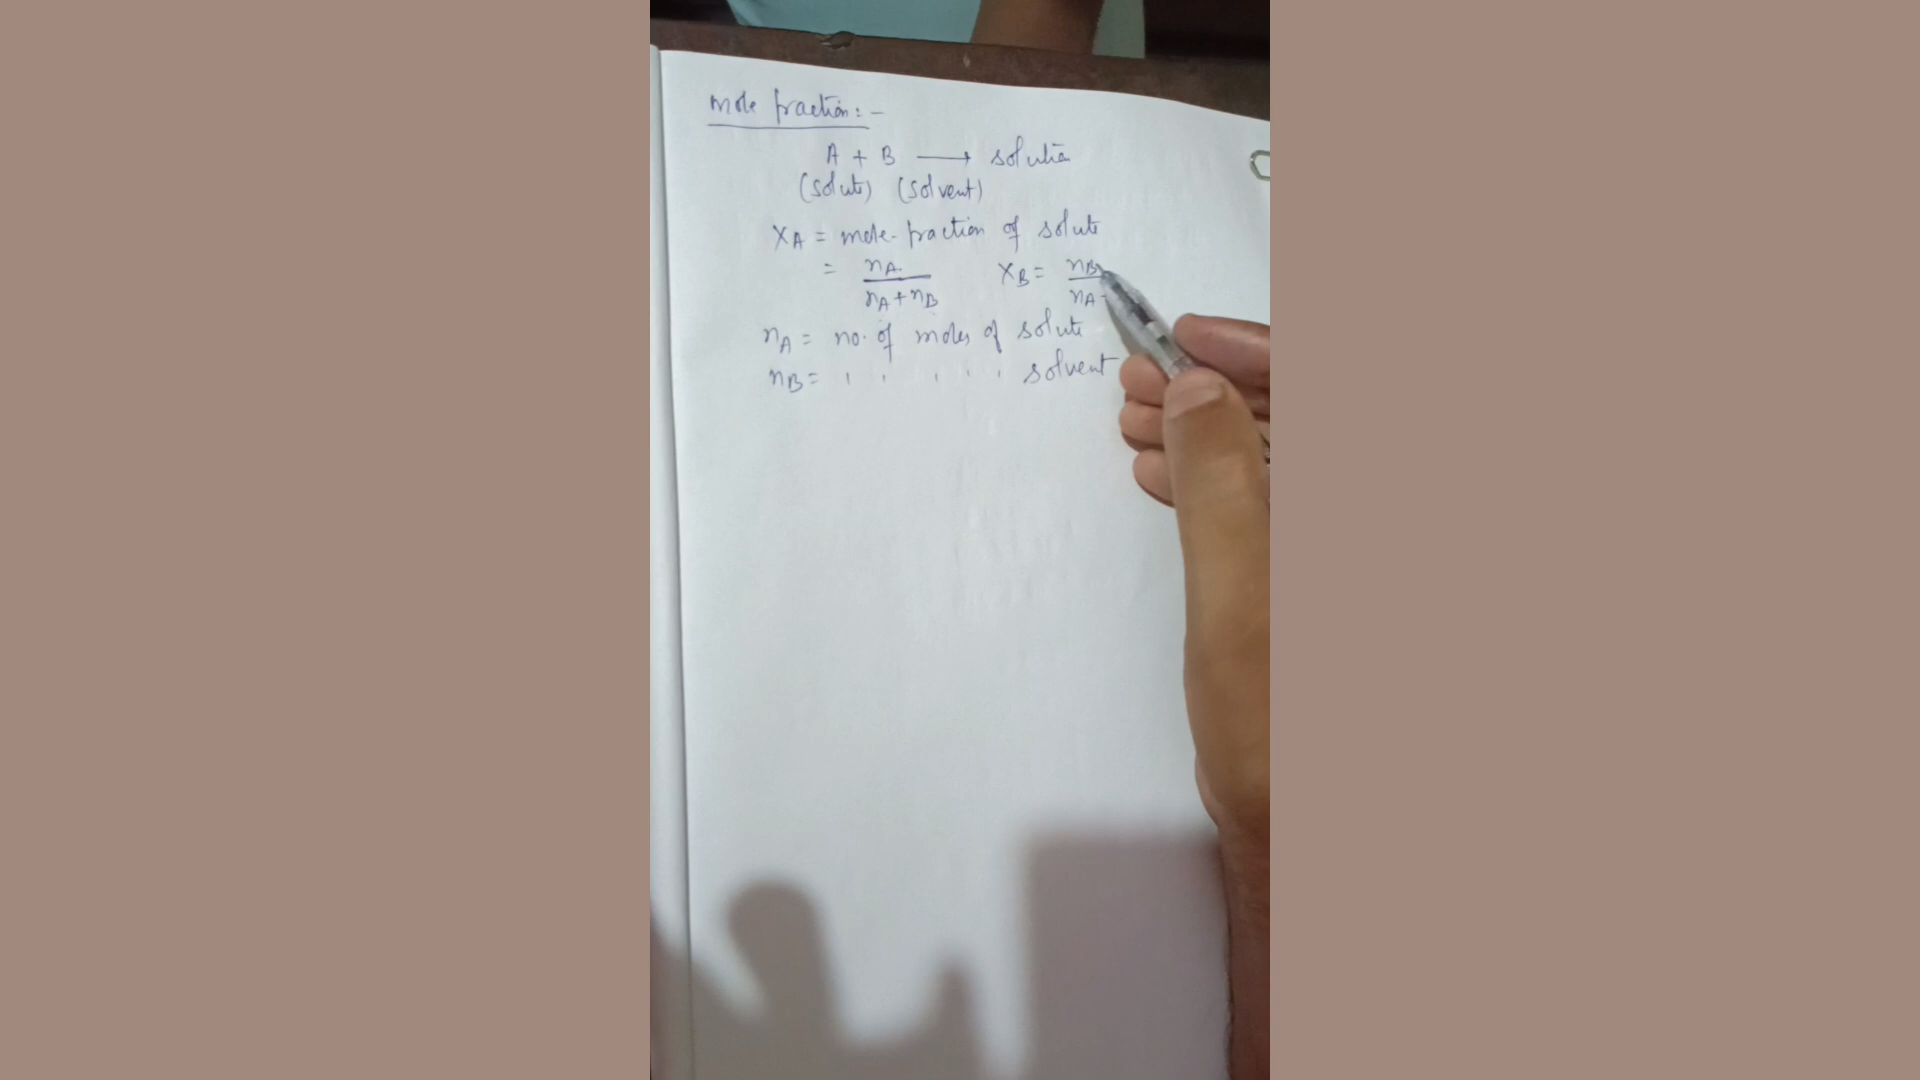 Mole fraction:-
A + B → solution
(solute) (solvent)
XA = mole-fraction of solute
= nA / nA + nB XB = nB / nA
nA = no. of moles of solute
nB = ' ' ' ' ' solvent